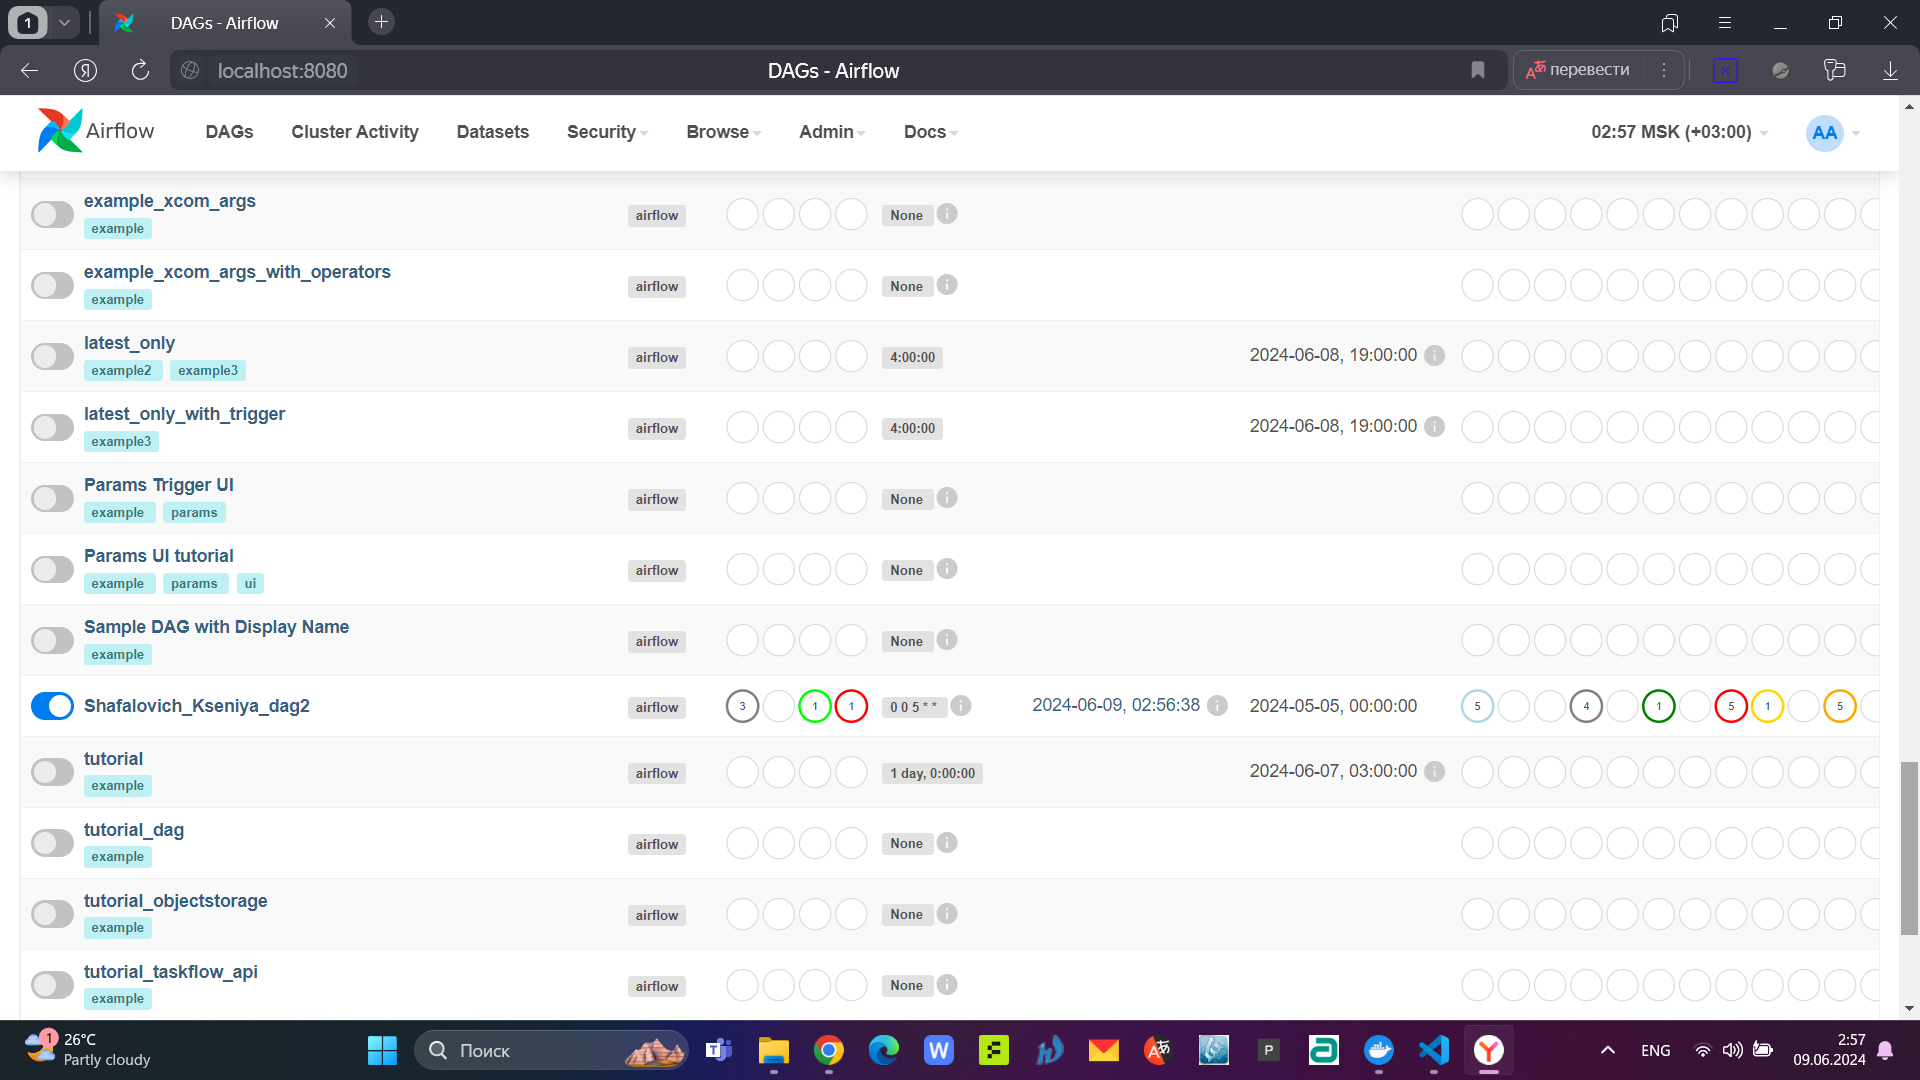 1
DAGs - Airflow
localhost:8080
DAGs - Airflow
перевести
Airflow
DAGs
Cluster Activity
Datasets
Security
Browse
Admin
Docs
02:57 MSK (+03:00)
AA
example_xcom_args
example
airflow
None
example_xcom_args_with_operators
example
airflow
None
latest_only
example2 example3
airflow
4:00:00
2024-06-08, 19:00:00
latest_only_with_trigger
example3
airflow
4:00:00
2024-06-08, 19:00:00
Params Trigger UI
example params
airflow
None
Params UI tutorial
example params ui
airflow
None
Sample DAG with Display Name
example
airflow
None
Shafalovich_Kseniya_dag2
airflow
3 1 1
0 0 5 * *
2024-06-09, 02:56:38
2024-05-05, 00:00:00
5 4 1 5 1 5
tutorial
example
airflow
1 day, 0:00:00
2024-06-07, 03:00:00
tutorial_dag
example
airflow
None
tutorial_objectstorage
example
airflow
None
tutorial_taskflow_api
example
airflow
None
1
26°C
Partly cloudy
Поиск
ENG
2:57
09.06.2024